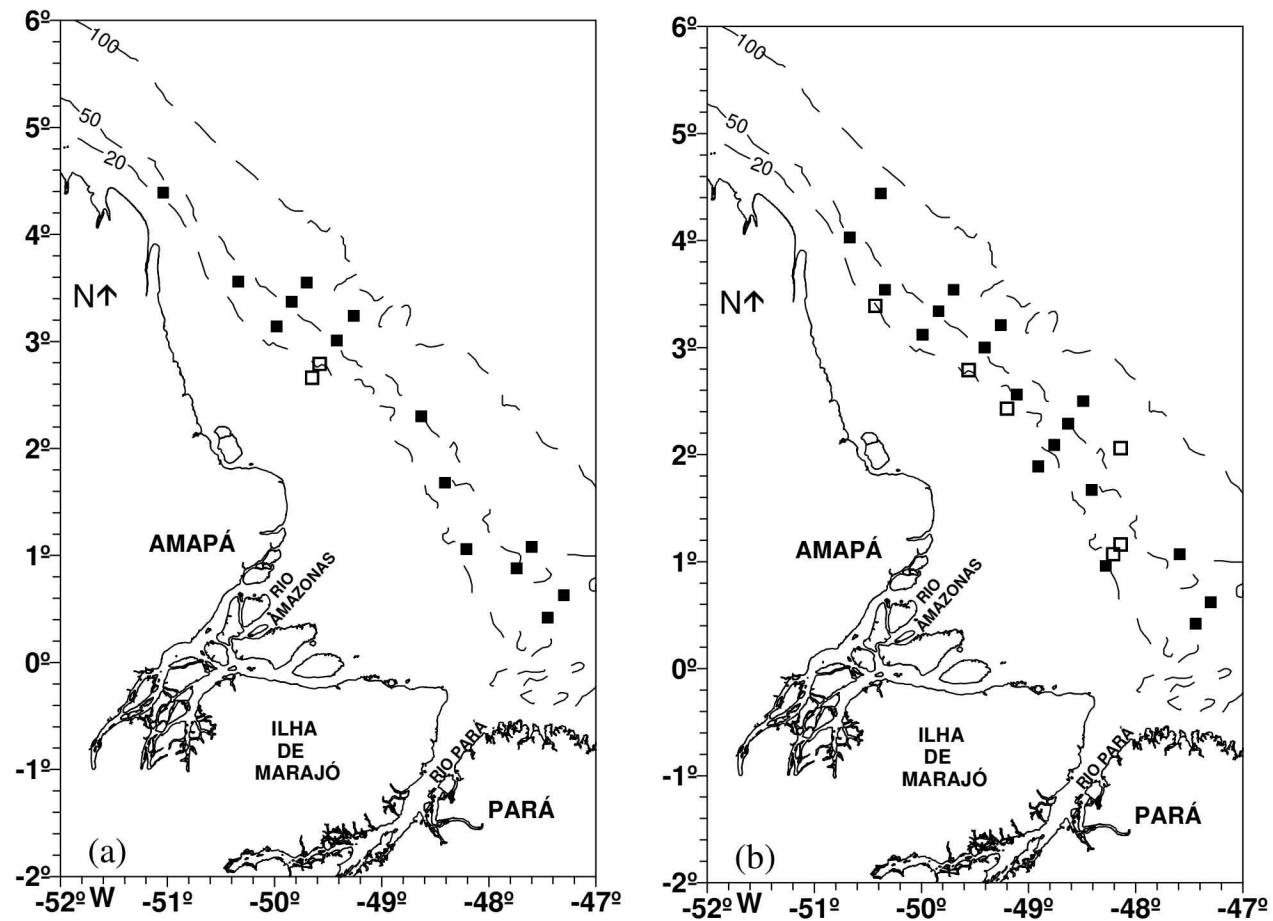 6º
5º
4º
3º
2º
1º
0º
-1º
-2º
100
50
20
N↑
AMAPÁ
RIO
AMAZONAS
ILHA
DE
MARAJÓ
RIO PARÁ
PARÁ
(a)
-52º W -51º -50º -49º -48º -47º
6º
5º
4º
3º
2º
1º
0º
-1º
-2º
100
50
20
N↑
AMAPÁ
RIO
AMAZONAS
ILHA
DE
MARAJÓ
RIO PARÁ
PARÁ
(b)
-52º W -51º -50º -49º -48º -47º